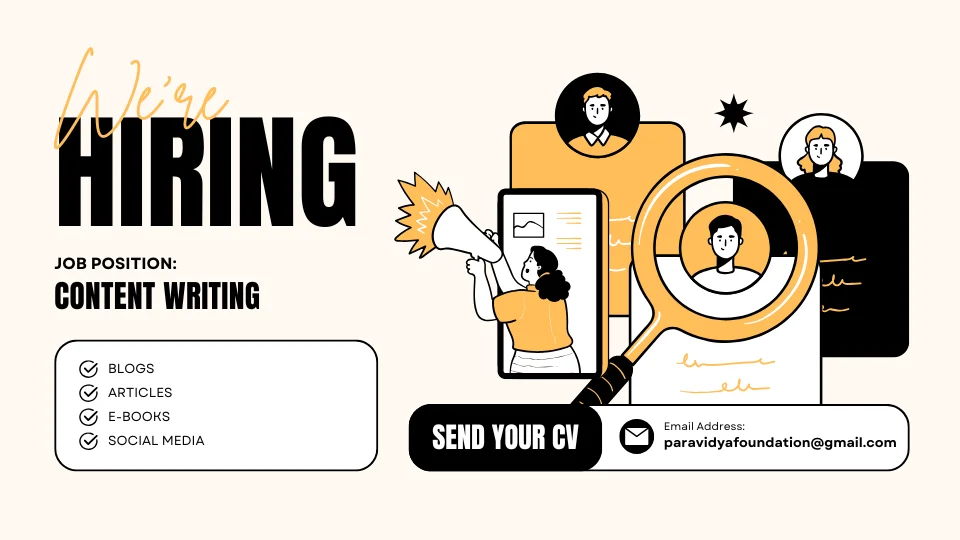 We're
HIRING
JOB POSITION:
CONTENT WRITING
BLOGS
ARTICLES
E-BOOKS
SOCIAL MEDIA
SEND YOUR CV
Email Address:
paravidyafoundation@gmail.com